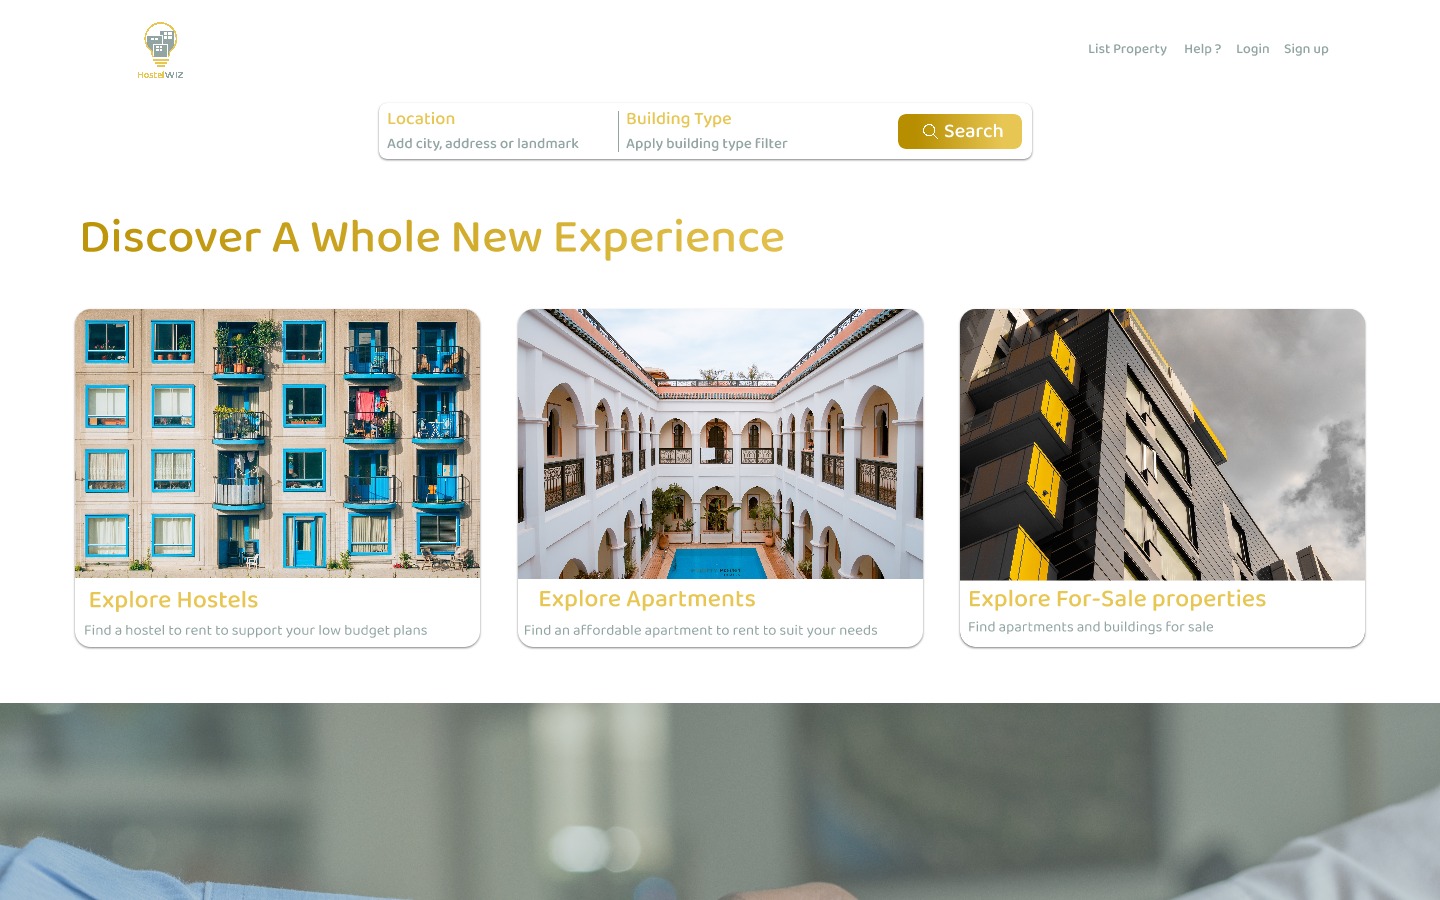 HostelWIZ
List Property
Help ?
Login
Sign up
Location
Add city, address or landmark
Building Type
Apply building type filter
Search
Discover A Whole New Experience
Explore Hostels
Find a hostel to rent to support your low budget plans
Explore Apartments
Find an affordable apartment to rent to suit your needs
Explore For-Sale properties
Find apartments and buildings for sale